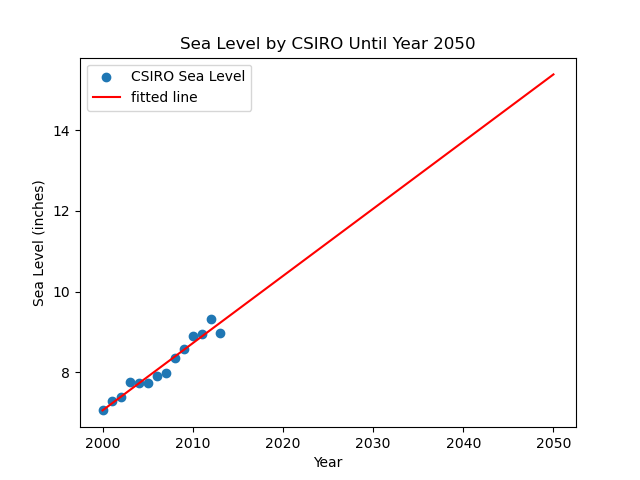 Sea Level by CSIRO Until Year 2050
CSIRO Sea Level
fitted line
14
12
10
8
Sea Level (inches)
2000
2010
2020
2030
2040
2050
Year